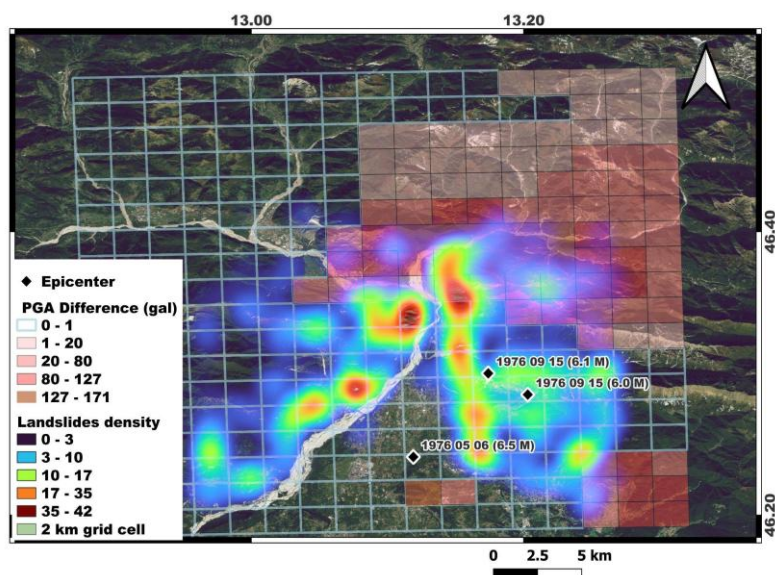 13.00
13.20
46.40
46.20
Epicenter
PGA Difference (gal)
0 - 1
1 - 20
20 - 80
80 - 127
127 - 171
Landslides density
0 - 3
3 - 10
10 - 17
17 - 35
35 - 42
2 km grid cell
1976 09 15 (6.1 M)
1976 09 15 (6.0 M)
1976 05 06 (6.5 M)
0 2.5 5 km